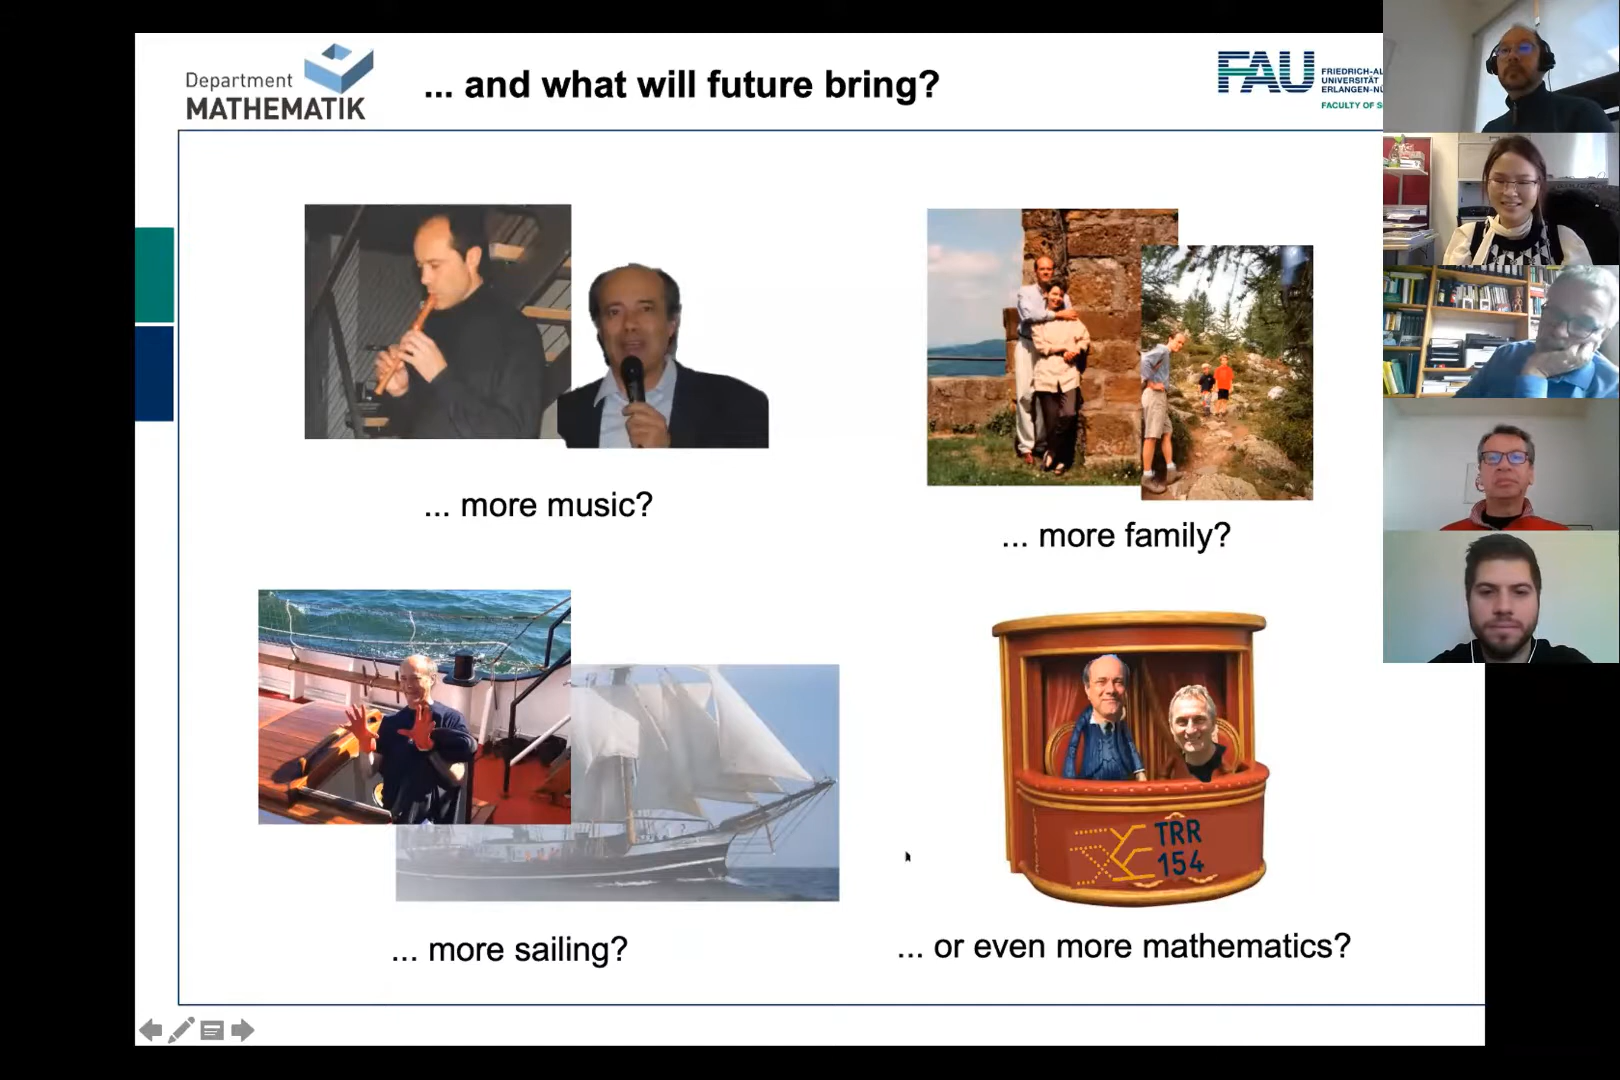 Department
MATHEMATIK
... and what will future bring?
FAU
FRIEDRICH-AL
UNIVERSITÄT
ERLANGEN-NÜ
FACULTY OF S
... more music?
... more family?
TRR
154
... more sailing?
... or even more mathematics?